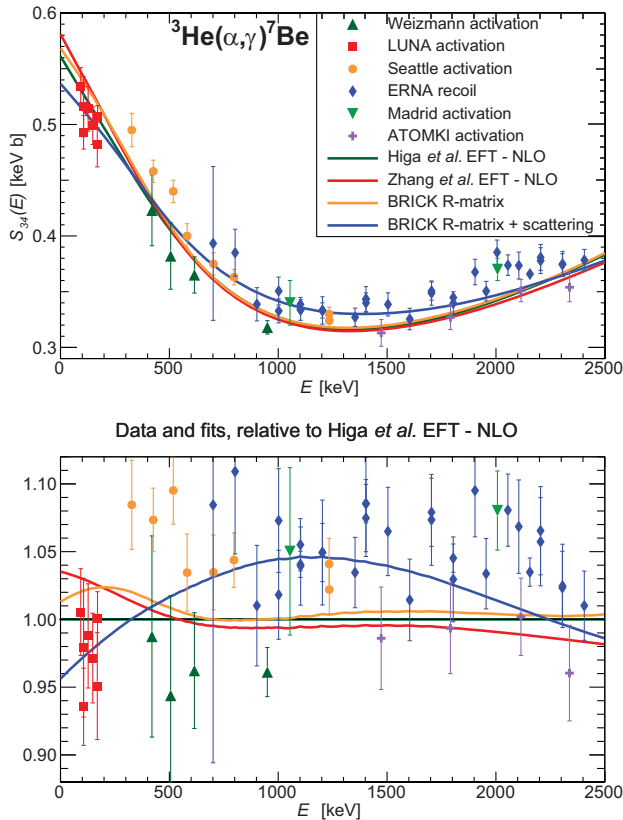 ³He(α,γ)⁷Be
Weizmann activation
LUNA activation
Seattle activation
ERNA recoil
Madrid activation
ATOMKI activation
Higa et al. EFT - NLO
Zhang et al. EFT - NLO
BRICK R-matrix
BRICK R-matrix + scattering
S₃₄(E) [keV b]
0.6
0.5
0.4
0.3
0 500 1000 1500 2000 2500
E [keV]
Data and fits, relative to Higa et al. EFT - NLO
1.10
1.05
1.00
0.95
0.90
0 500 1000 1500 2000 2500
E [keV]